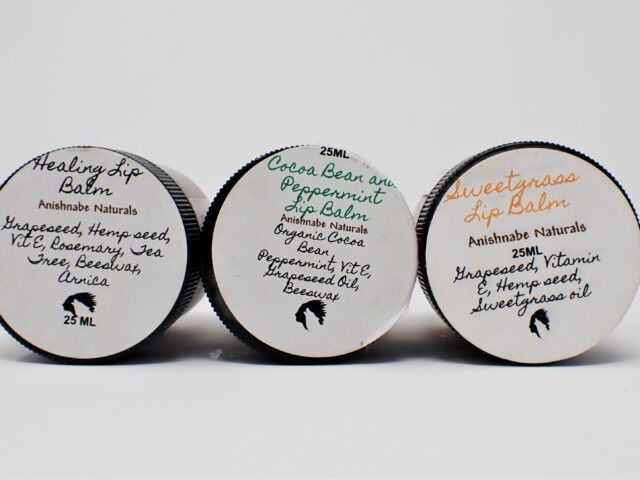 Healing Lip
Balm
Anishnabe Naturals
Grapeseed, Hemp seed,
Vit E, Rosemary, Tea
Tree, Beeswax,
Arnica
25 ML
25ML
Cocoa Bean and
Peppermint
Lip Balm
Anishnabe Naturals
Organic Cocoa
Bean
Peppermint, Vit E,
Grapeseed Oil,
Beeswax
Sweetgrass
Lip Balm
Anishnabe Naturals
25ML
Grapeseed, Vitamin
E, Hemp seed,
Sweetgrass oil